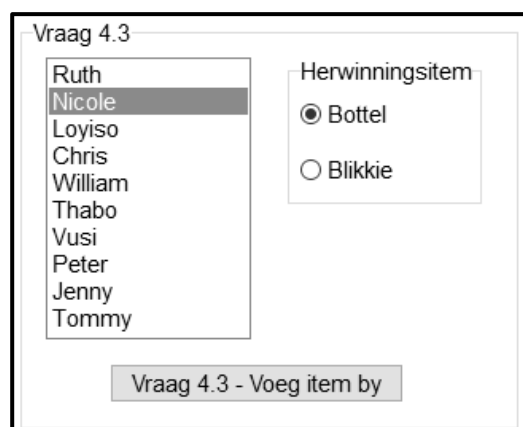 Vraag 4.3
Ruth
Nicole
Loyiso
Chris
William
Thabo
Vusi
Peter
Jenny
Tommy
Herwinningsitem
Bottel
Blikkie
Vraag 4.3 - Voeg item by